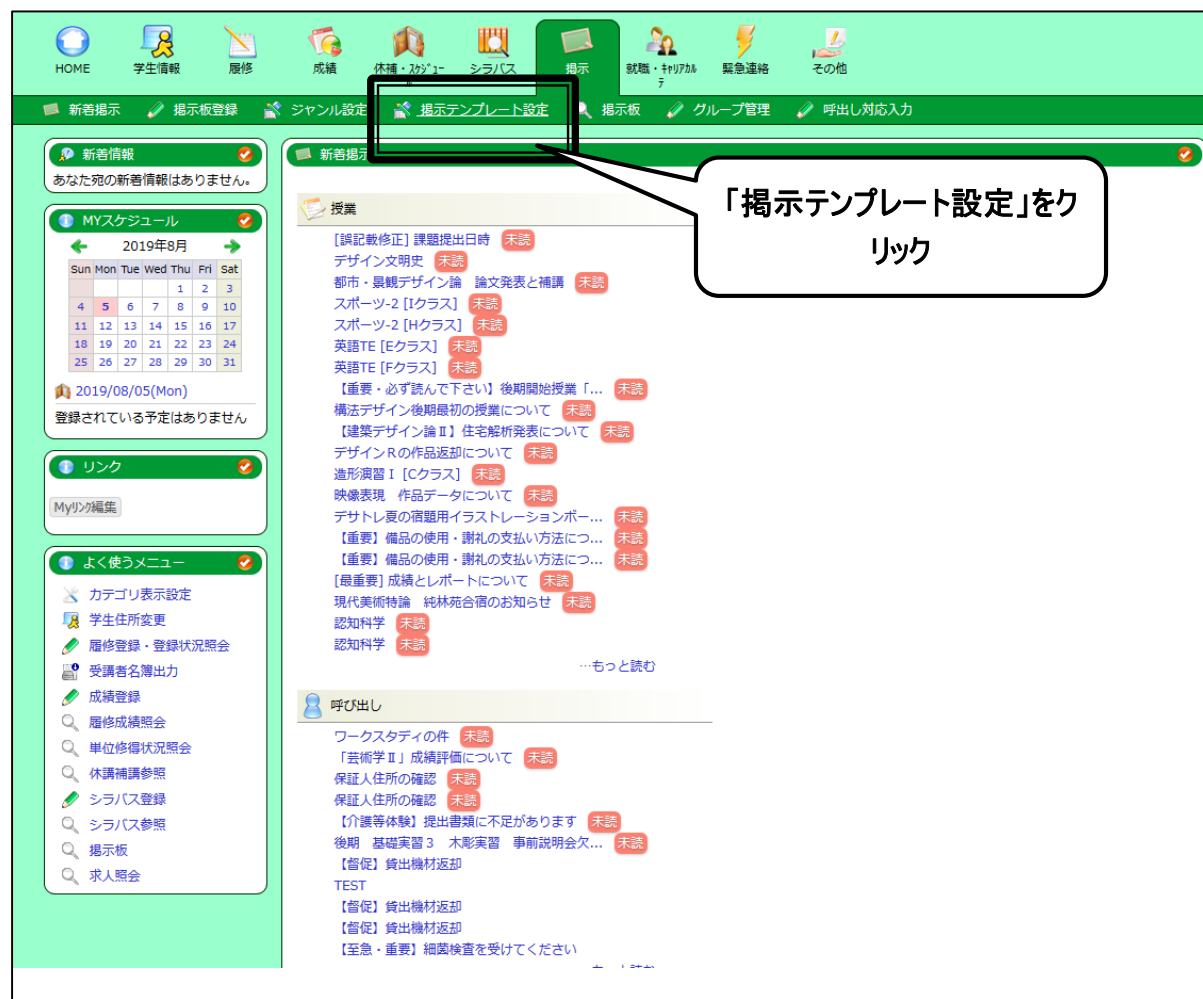 HOME
学生情報
履修
成績
休補・ｽｹｼﾞｭｰ
ル
シラバス
掲示
就職・ｷｬﾘｱｶﾙ
ﾃ
緊急連絡
その他
新着掲示
掲示板登録
ジャンル設定
掲示テンプレート設定
掲示板
グループ管理
呼出し対応入力
新着情報
あなた宛の新着情報はありません。
MYスケジュール
2019年8月
Sun Mon Tue Wed Thu Fri Sat
1 2 3
4 5 6 7 8 9 10
11 12 13 14 15 16 17
18 19 20 21 22 23 24
25 26 27 28 29 30 31
2019/08/05(Mon)
登録されている予定はありません
リンク
Myﾘﾝｸ編集
よく使うメニュー
カテゴリ表示設定
学生住所変更
履修登録・登録状況照会
受講者名簿出力
成績登録
履修成績照会
単位修得状況照会
休講補講参照
シラバス登録
シラバス参照
掲示板
求人照会
新着掲示
「掲示テンプレート設定」をク
リック
授業
[誤記載修正] 課題提出日時 未読
デザイン文明史 未読
都市・景観デザイン論　論文発表と補講 未読
スポーツ-2 [Iクラス] 未読
スポーツ-2 [Hクラス] 未読
英語TE [Eクラス] 未読
英語TE [Fクラス] 未読
【重要・必ず読んで下さい】後期開始授業「... 未読
構法デザイン後期最初の授業について 未読
【建築デザイン論Ⅱ】住宅解析発表について 未読
デザインＲの作品返却について 未読
造形演習Ⅰ [Cクラス] 未読
映像表現　作品データについて 未読
デサトレ夏の宿題用イラストレーションボー... 未読
【重要】備品の使用・謝礼の支払い方法につ... 未読
【重要】備品の使用・謝礼の支払い方法につ... 未読
[最重要] 成績とレポートについて 未読
現代美術特論　純林苑合宿のお知らせ 未読
認知科学 未読
認知科学 未読
…もっと読む
呼び出し
ワークスタディの件 未読
「芸術学Ⅱ」成績評価について 未読
保証人住所の確認 未読
保証人住所の確認 未読
【介護等体験】提出書類に不足があります 未読
後期　基礎実習３　木彫実習　事前説明会欠... 未読
【督促】貸出機材返却
TEST
【督促】貸出機材返却
【督促】貸出機材返却
【至急・重要】細菌検査を受けてください